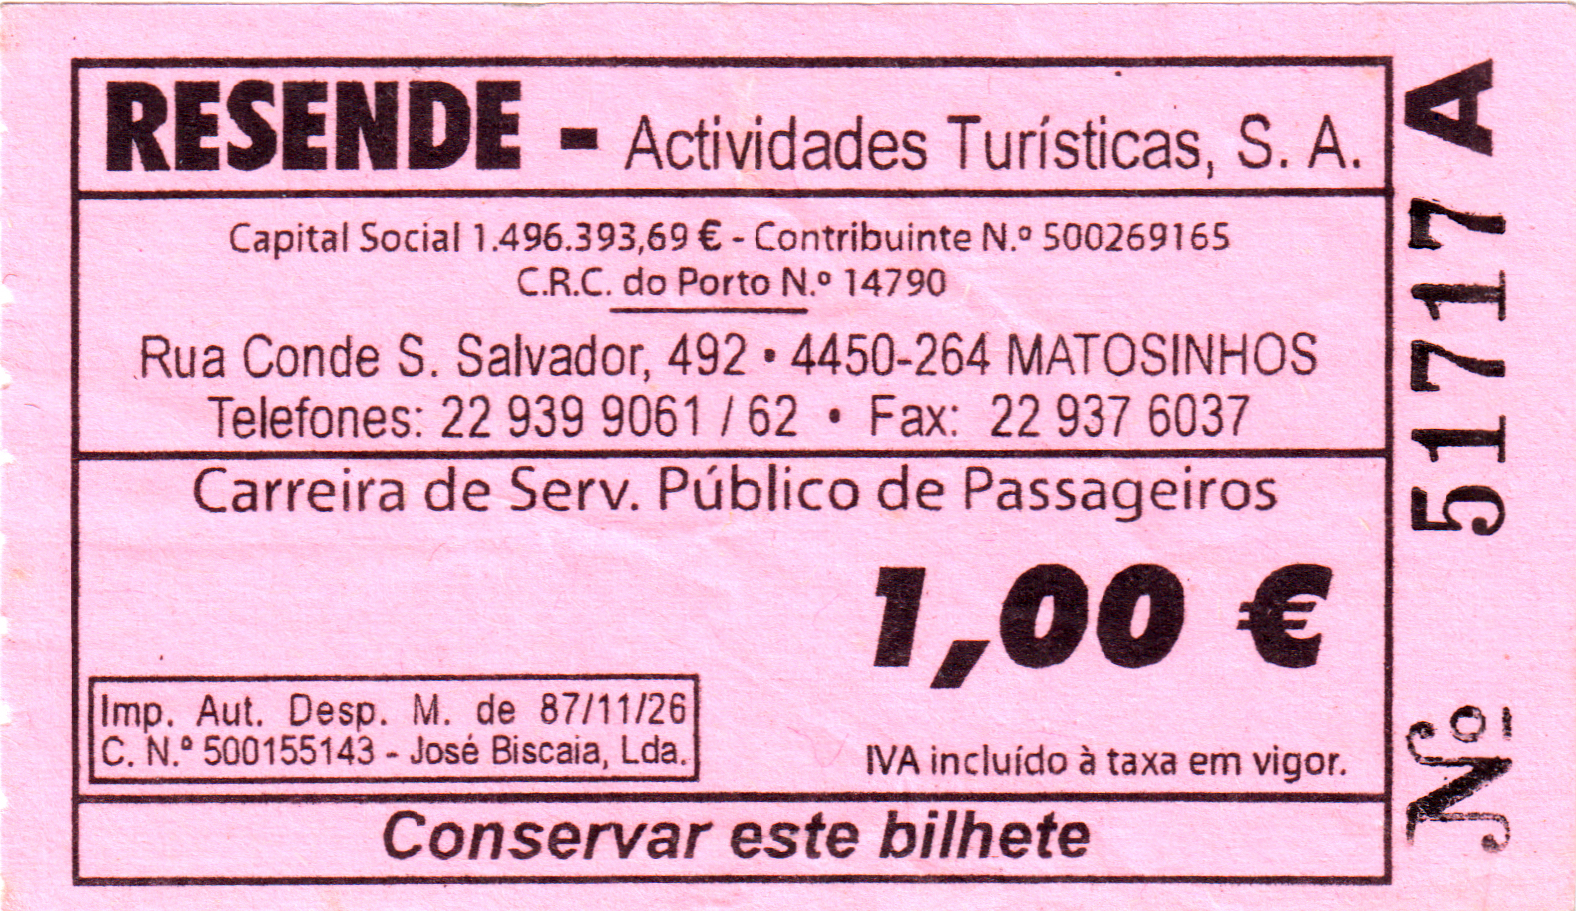 RESENDE - Actividades Turísticas, S. A.
Capital Social 1.496.393,69 € - Contribuinte N.º 500269165
C.R.C. do Porto N.º 14790
Rua Conde S. Salvador, 492 • 4450-264 MATOSINHOS
Telefones: 22 939 9061 / 62 • Fax: 22 937 6037
Carreira de Serv. Público de Passageiros
1,00 €
Imp. Aut. Desp. M. de 87/11/26
C. N.º 500155143 - José Biscaia, Lda.
IVA incluído à taxa em vigor.
Conservar este bilhete
Nº 51717 A